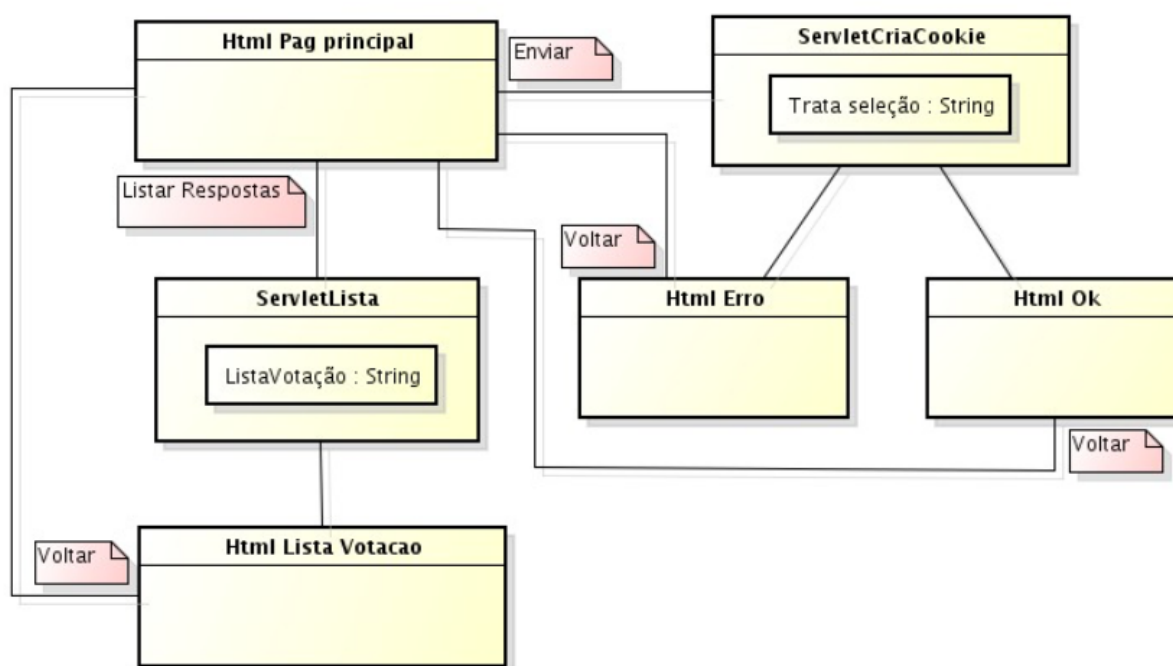 Html Pag principal
Enviar
ServletCriaCookie
Trata seleção : String
Listar Respostas
Voltar
ServletLista
Html Erro
Html Ok
ListaVotação : String
Voltar
Voltar
Html Lista Votacao